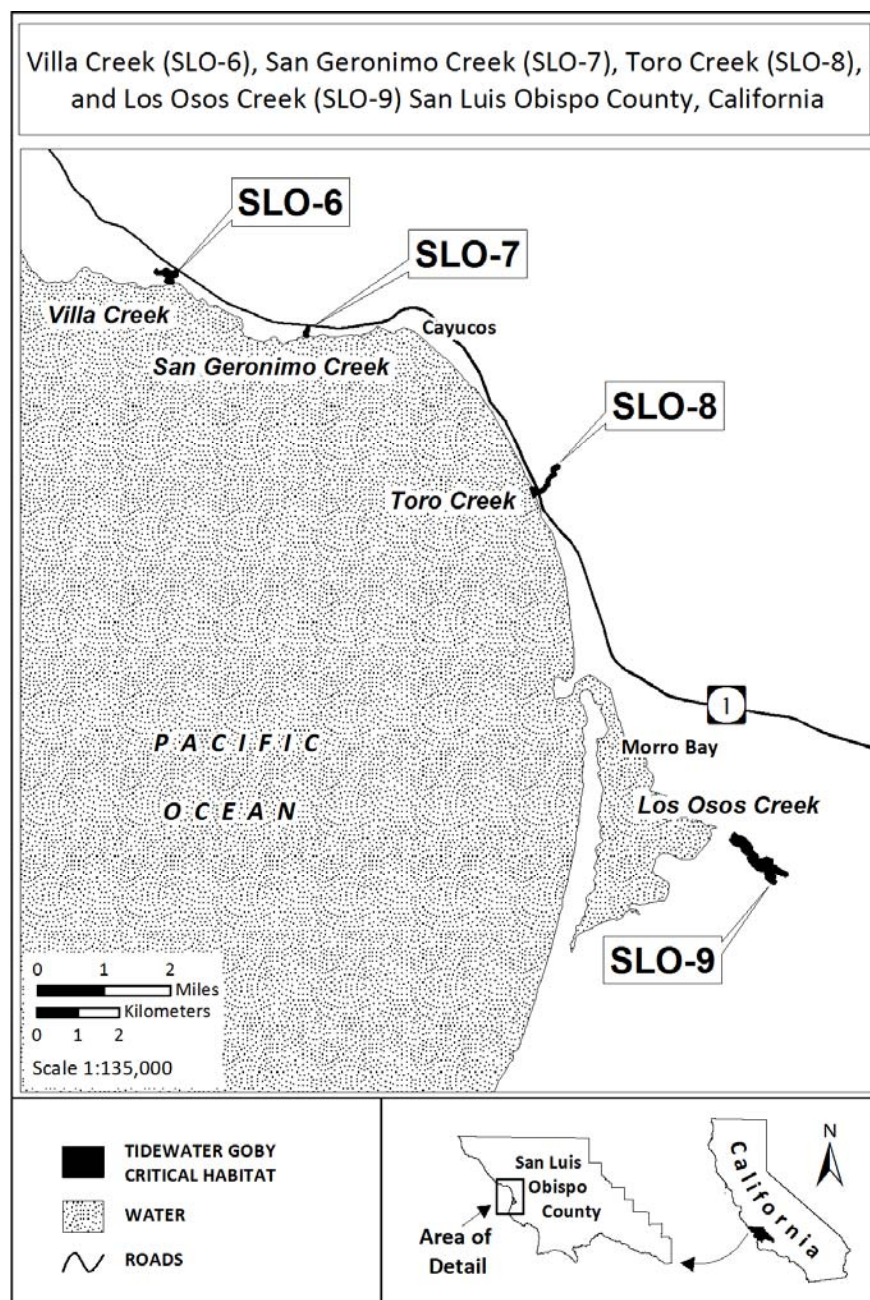 Villa Creek (SLO-6), San Geronimo Creek (SLO-7), Toro Creek (SLO-8),
and Los Osos Creek (SLO-9) San Luis Obispo County, California
SLO-6
SLO-7
Villa Creek
Cayucos
San Geronimo Creek
SLO-8
Toro Creek
1
PACIFIC
OCEAN
Morro Bay
Los Osos Creek
SLO-9
0 1 2
Miles
Kilometers
0 1 2
Scale 1:135,000
TIDEWATER GOBY
CRITICAL HABITAT
WATER
ROADS
San Luis
Obispo
County
Area of
Detail
California
N